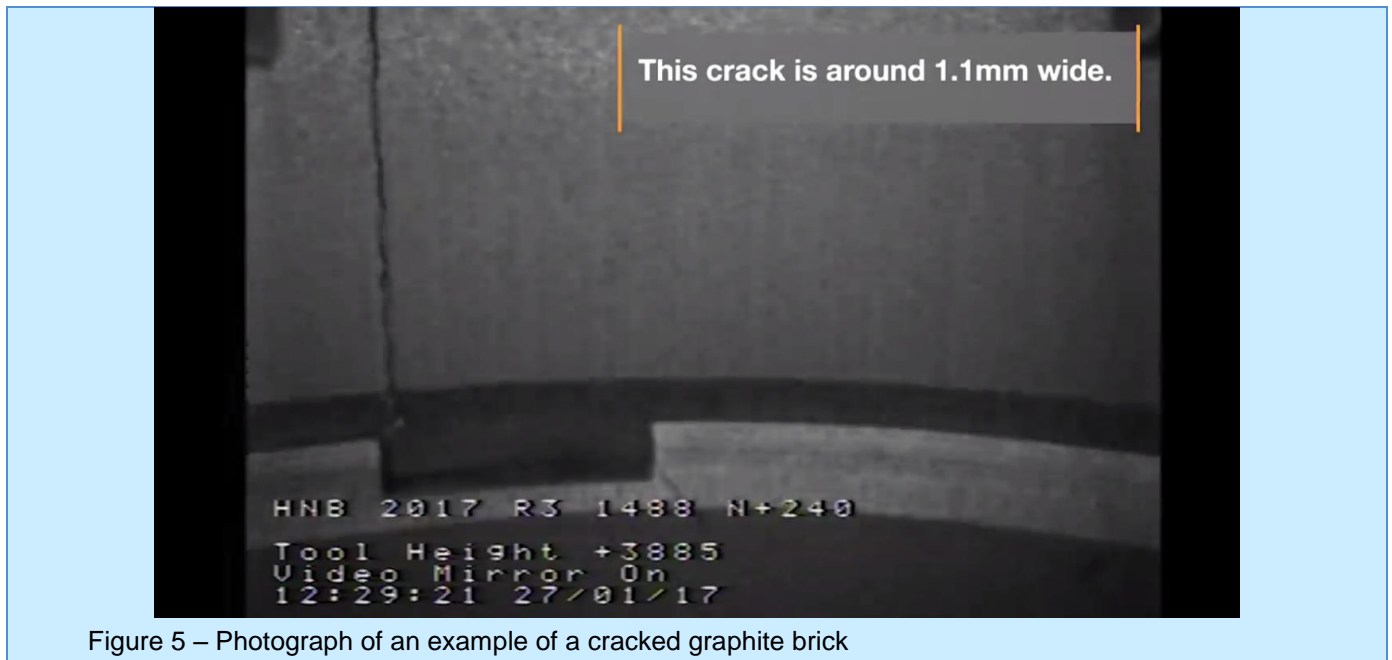 This crack is around 1.1mm wide.
HNB 2017 R3 1488 N+240
Tool Height +3885
Video Mirror On
12:29:21 27/01/17
Figure 5 – Photograph of an example of a cracked graphite brick